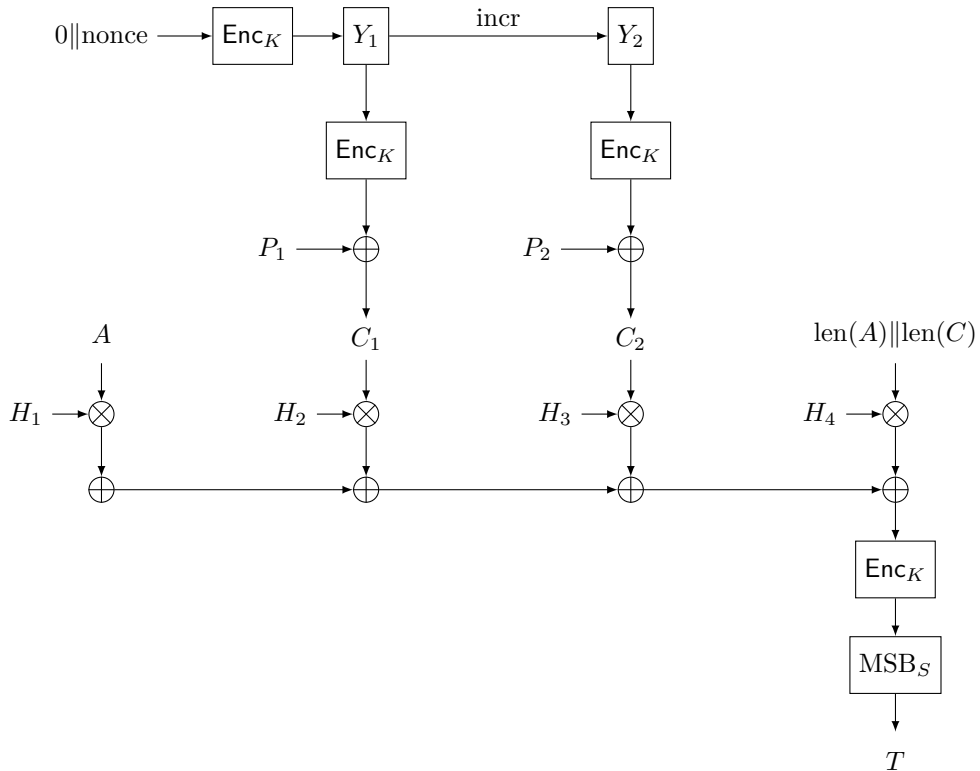 0‖nonce
Enc_K
Y_1
incr
Y_2
Enc_K
Enc_K
P_1
P_2
A
C_1
C_2
len(A)‖len(C)
H_1
H_2
H_3
H_4
Enc_K
MSB_S
T